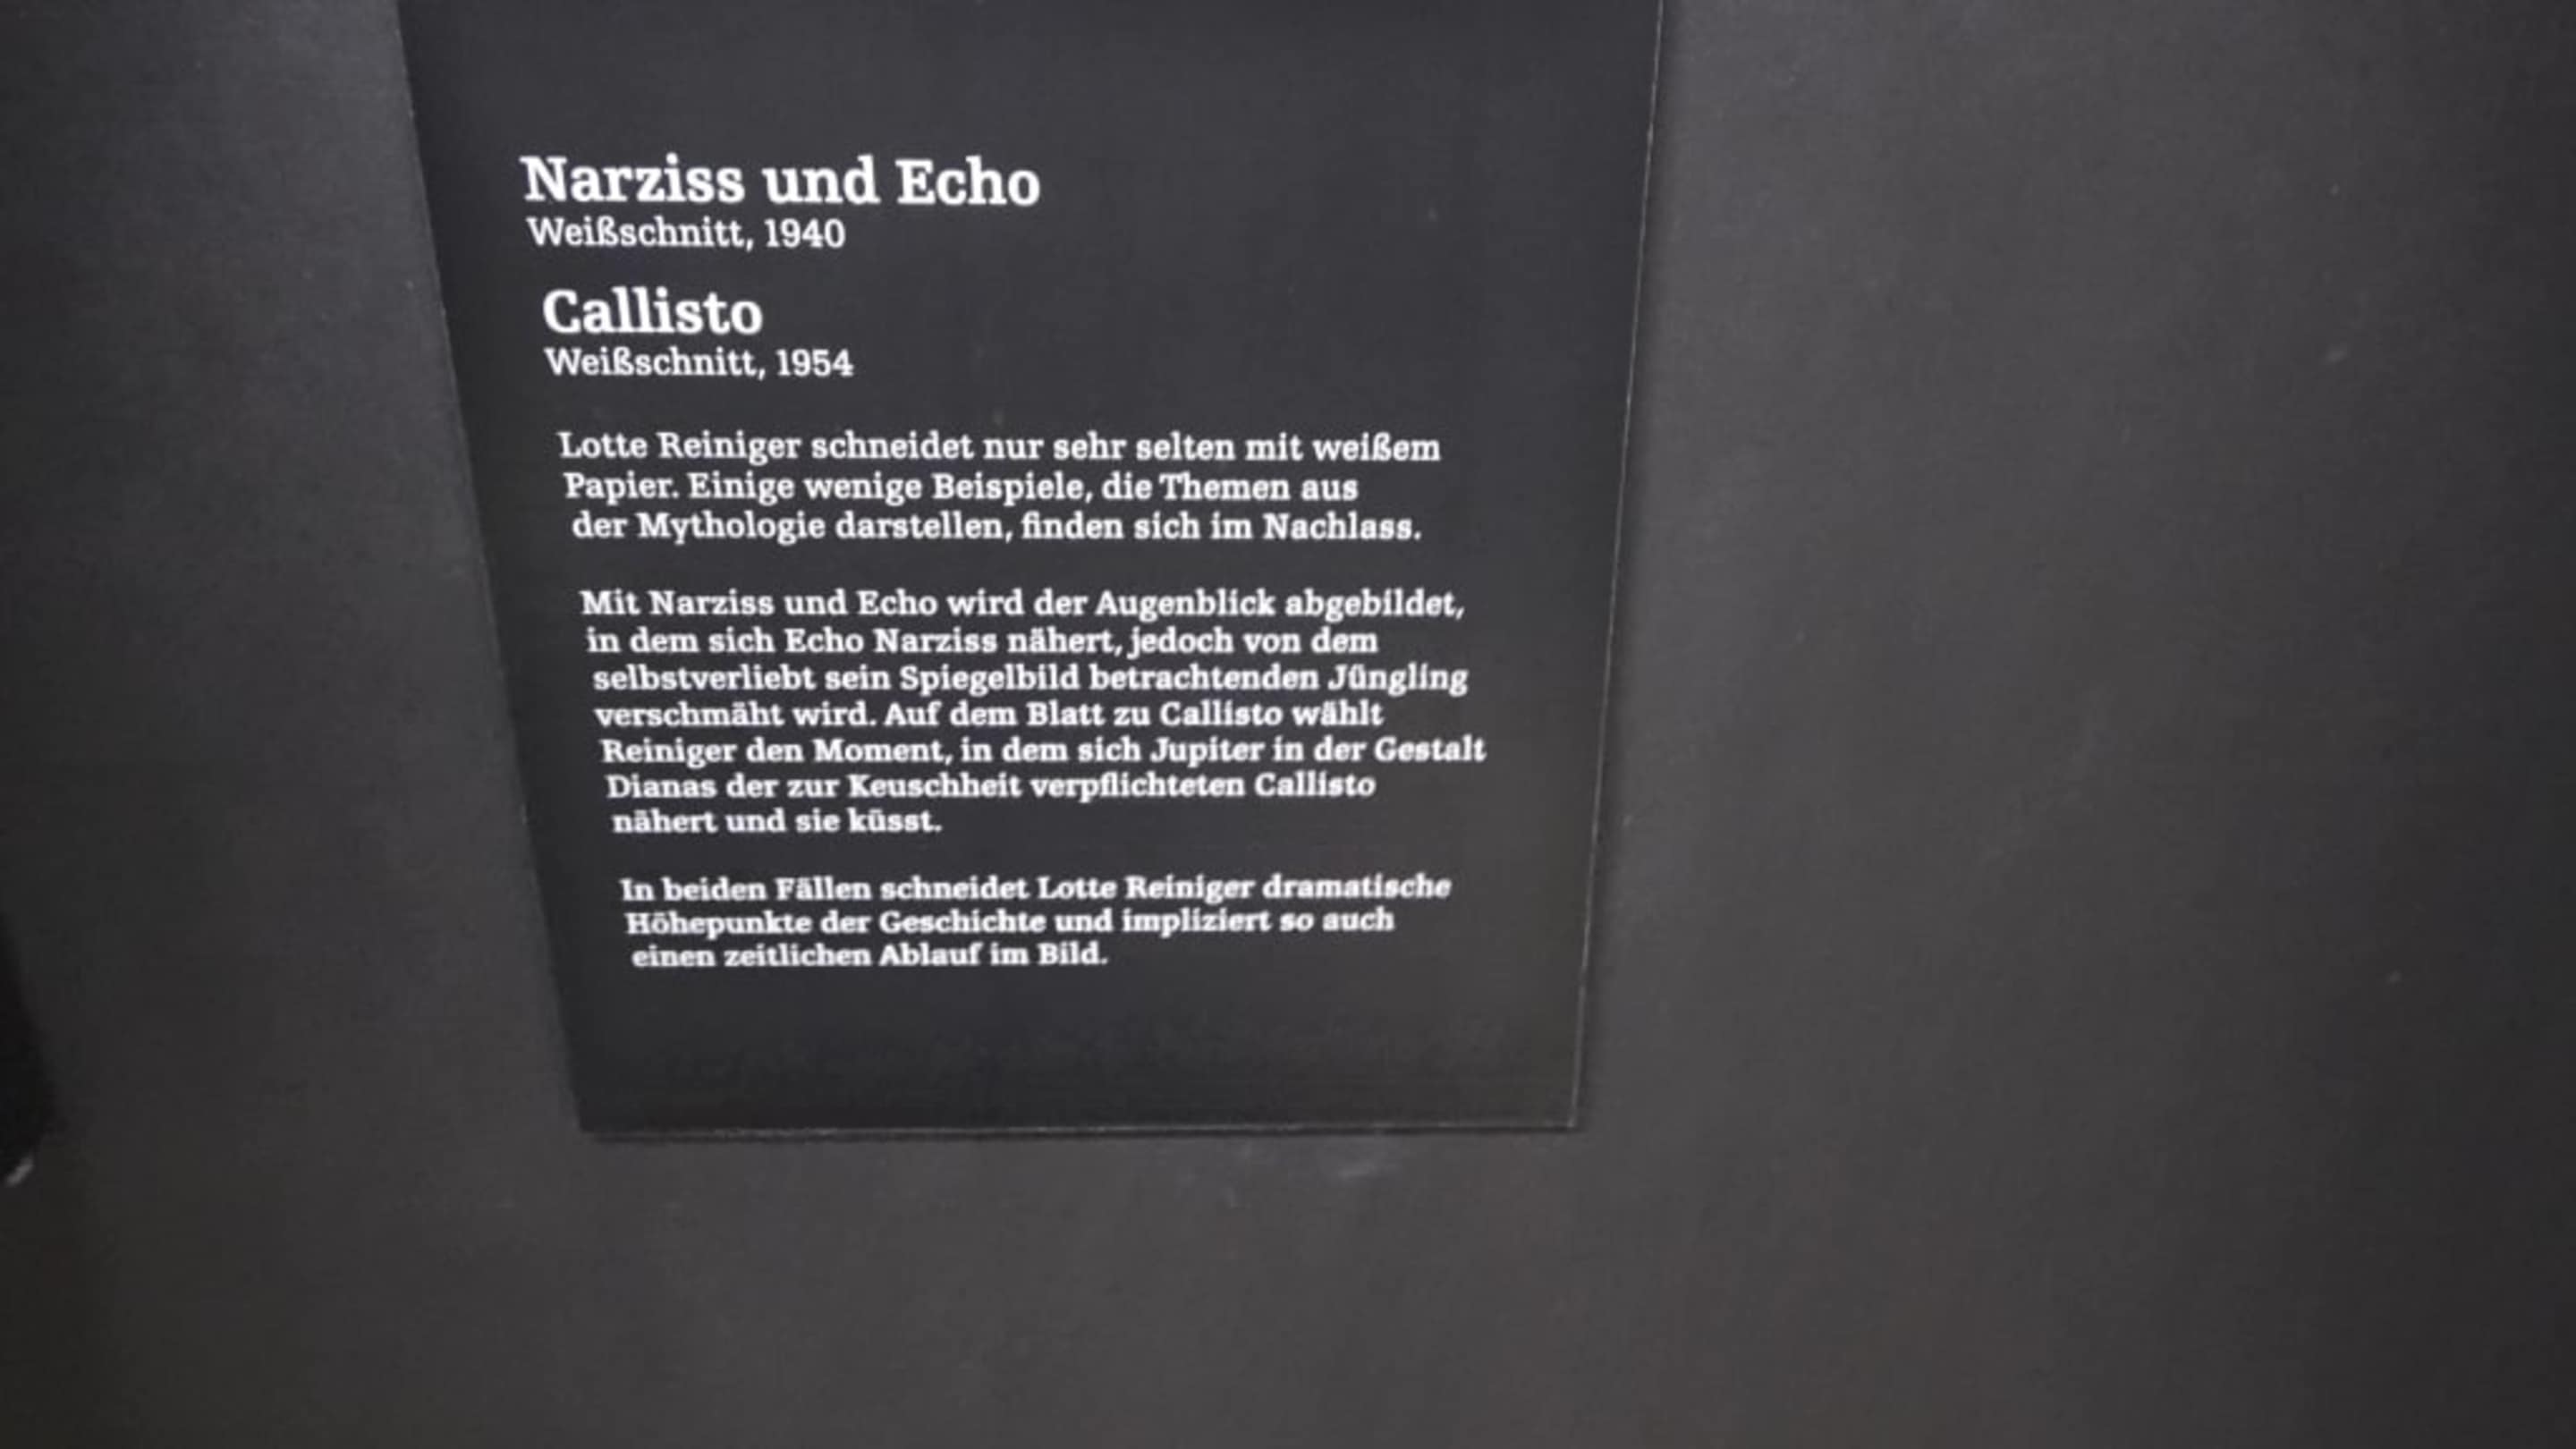 Narziss und Echo
Weißschnitt, 1940
Callisto
Weißschnitt, 1954
Lotte Reiniger schneidet nur sehr selten mit weißem
Papier. Einige wenige Beispiele, die Themen aus
der Mythologie darstellen, finden sich im Nachlass.
Mit Narziss und Echo wird der Augenblick abgebildet,
in dem sich Echo Narziss nähert, jedoch von dem
selbstverliebt sein Spiegelbild betrachtenden Jüngling
verschmäht wird. Auf dem Blatt zu Callisto wählt
Reiniger den Moment, in dem sich Jupiter in der Gestalt
Dianas der zur Keuschheit verpflichteten Callisto
nähert und sie küsst.
In beiden Fällen schneidet Lotte Reiniger dramatische
Höhepunkte der Geschichte und impliziert so auch
einen zeitlichen Ablauf im Bild.